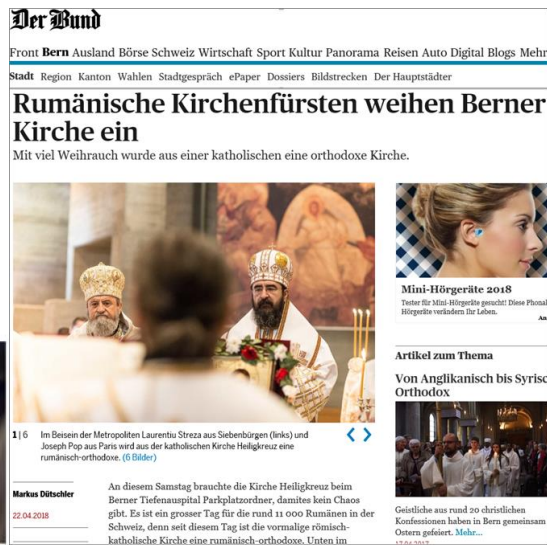 Der Bund
Front Bern Ausland Börse Schweiz Wirtschaft Sport Kultur Panorama Reisen Auto Digital Blogs Mehr
Stadt Region Kanton Wahlen Stadtgespräch ePaper Dossiers Bildstrecken Der Hauptstädter
Rumänische Kirchenfürsten weihen Berner
Kirche ein
Mit viel Weihrauch wurde aus einer katholischen eine orthodoxe Kirche.
1|6 Im Beisein der Metropoliten Laurentiu Streza aus Siebenbürgen (links) und
Joseph Pop aus Paris wird aus der katholischen Kirche Heiligkreuz eine
rumänisch-orthodoxe. (6 Bilder)
Markus Dütschler
22.04.2018
An diesem Samstag brauchte die Kirche Heiligkreuz beim
Berner Tiefenauspital Parkplatzordner, damites kein Chaos
gibt. Es ist ein grosser Tag für die rund 11 000 Rumänen in der
Schweiz, denn seit diesem Tag ist die vormalige römisch-
katholische Kirche eine rumänisch-orthodoxe. Unten im
Mini-Hörgeräte 2018
Tester für Mini-Hörgeräte gesucht! Diese Phonak
Hörgeräte verändern Ihr Leben.
An
Artikel zum Thema
Von Anglikanisch bis Syrisc
Orthodox
Geistliche aus rund 20 christlichen
Konfessionen haben in Bern gemeinsam
Ostern gefeiert. Mehr...
17.04.2017